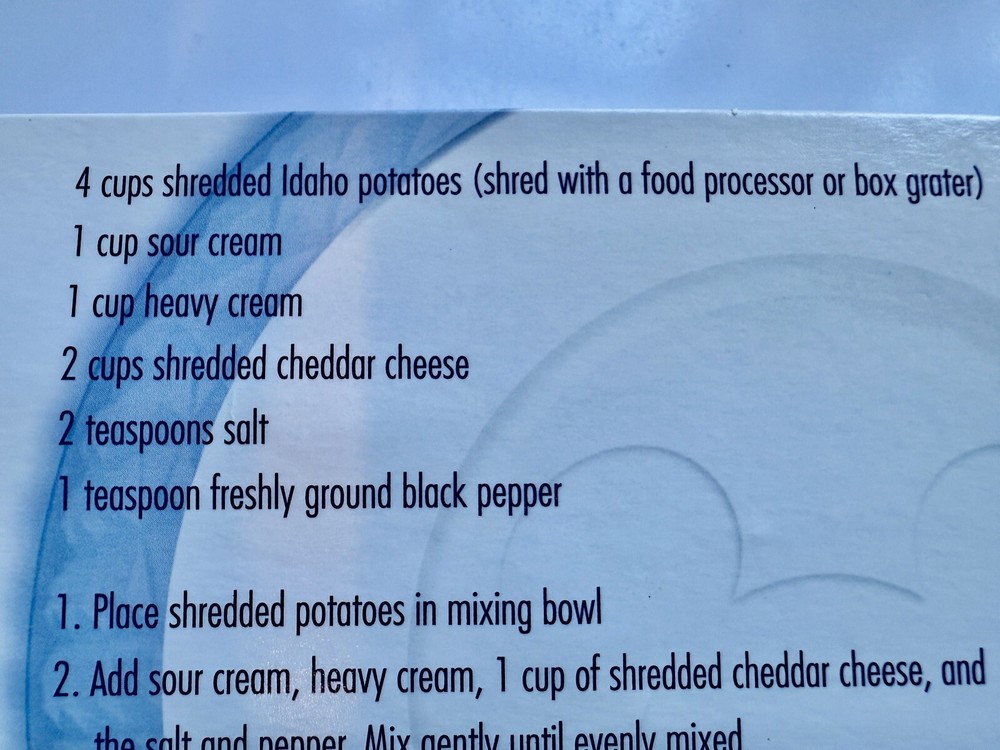 4 cups shredded Idaho potatoes (shred with a food processor or box grater)
1 cup sour cream
1 cup heavy cream
2 cups shredded cheddar cheese
2 teaspoons salt
1 teaspoon freshly ground black pepper
1. Place shredded potatoes in mixing bowl
2. Add sour cream, heavy cream, 1 cup of shredded cheddar cheese, and
the salt and pepper. Mix gently until evenly mixed